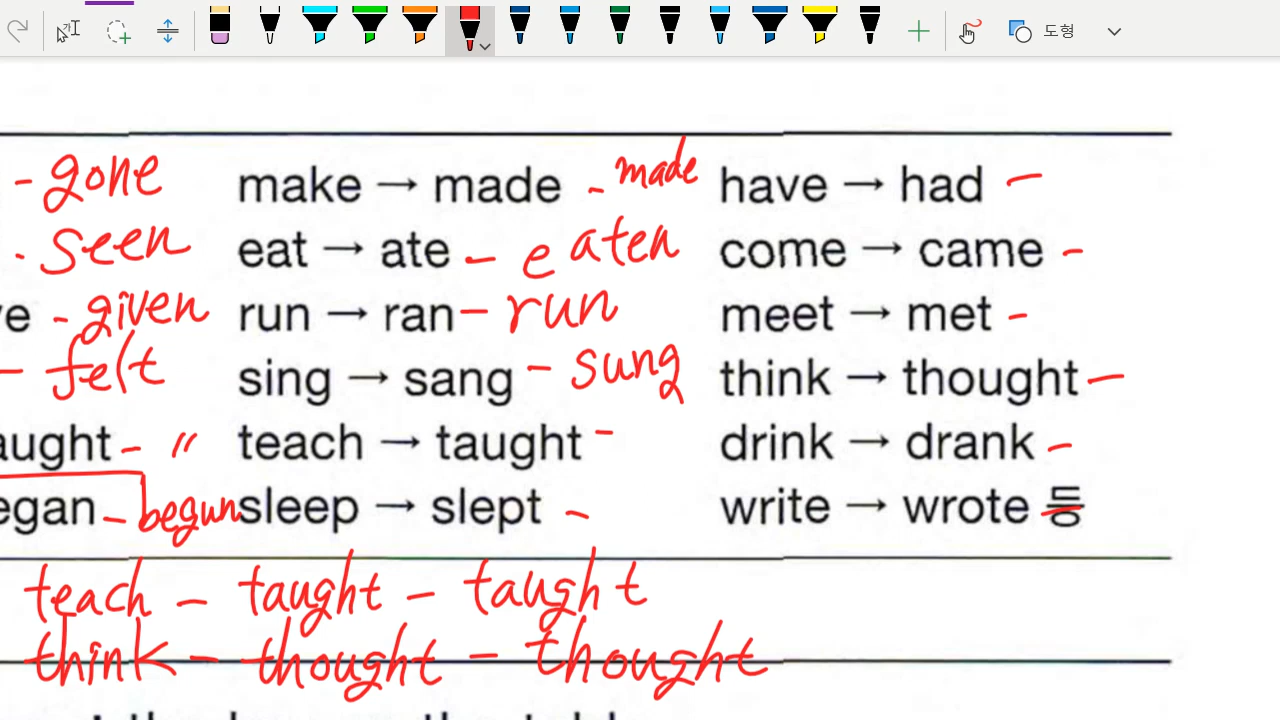 도형
- gone make → made - made have → had -
- seen eat → ate - eaten come → came -
ve - given run → ran - run meet → met -
- felt sing → sang - sung think → thought -
aught - 〃 teach → taught - drink → drank -
egan - begun sleep → slept - write → wrote 등
teach - taught - taught
think - thought - thought